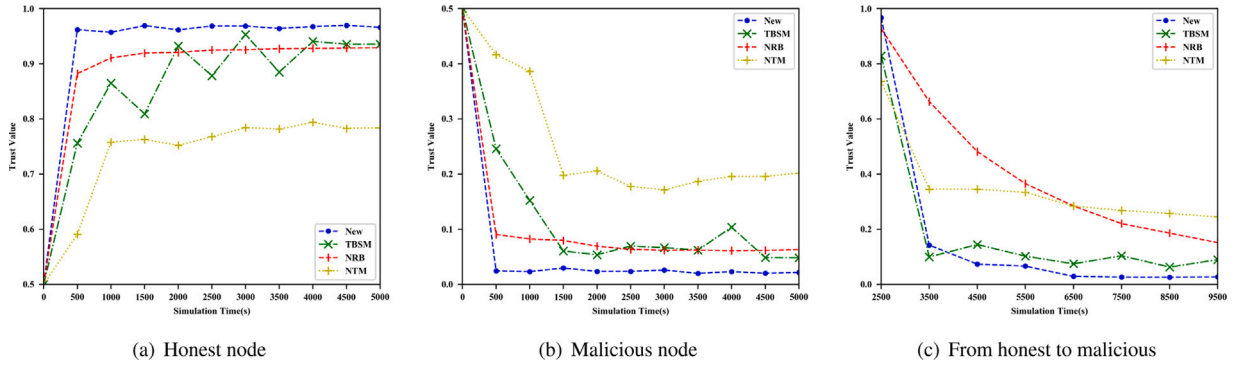 1.0
0.9
0.8
0.7
0.6
0.5
Trust Value
0 500 1000 1500 2000 2500 3000 3500 4000 4500 5000
Simulation Time(s)
New
TBSM
NRB
NTM
(a) Honest node
0.5
0.4
0.3
0.2
0.1
0.0
Trust Value
0 500 1000 1500 2000 2500 3000 3500 4000 4500 5000
Simulation Time(s)
New
TBSM
NRB
NTM
(b) Malicious node
1.0
0.8
0.6
0.4
0.2
0.0
Trust Value
2500 3500 4500 5500 6500 7500 8500 9500
Simulation Time(s)
New
TBSM
NRB
NTM
(c) From honest to malicious